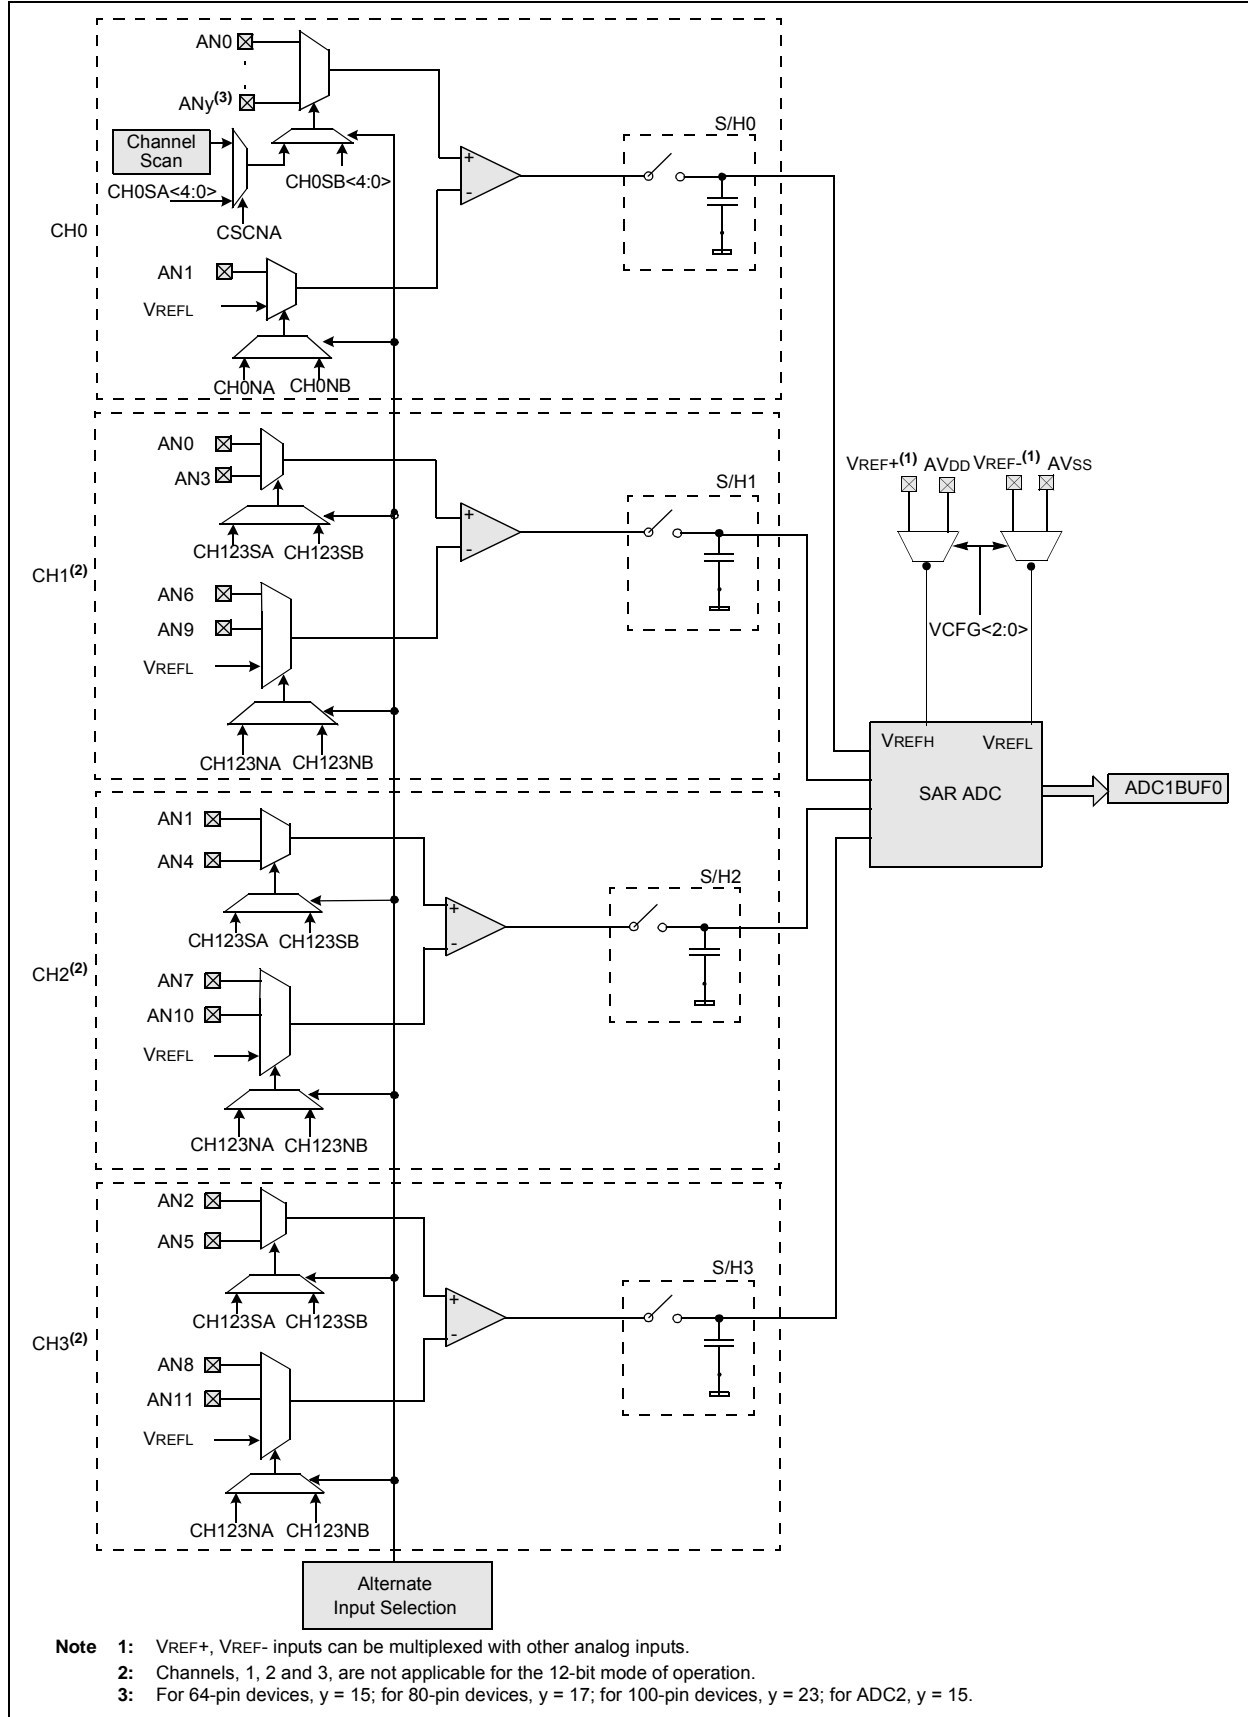 AN0
ANy(3)
Channel
Scan
CH0SA<4:0>
CH0SB<4:0>
CSCNA
CH0
AN1
VREFL
CH0NA CH0NB
+
-
S/H0
AN0
AN3
CH123SA CH123SB
CH1(2)
AN6
AN9
VREFL
CH123NA CH123NB
+
-
S/H1
VREF+(1) AVDD VREF-(1) AVSS
VCFG<2:0>
VREFH VREFL
SAR ADC
ADC1BUF0
AN1
AN4
CH123SA CH123SB
CH2(2)
AN7
AN10
VREFL
CH123NA CH123NB
+
-
S/H2
AN2
AN5
CH123SA CH123SB
CH3(2)
AN8
AN11
VREFL
CH123NA CH123NB
+
-
S/H3
Alternate
Input Selection
Note 1: VREF+, VREF- inputs can be multiplexed with other analog inputs.
2: Channels, 1, 2 and 3, are not applicable for the 12-bit mode of operation.
3: For 64-pin devices, y = 15; for 80-pin devices, y = 17; for 100-pin devices, y = 23; for ADC2, y = 15.